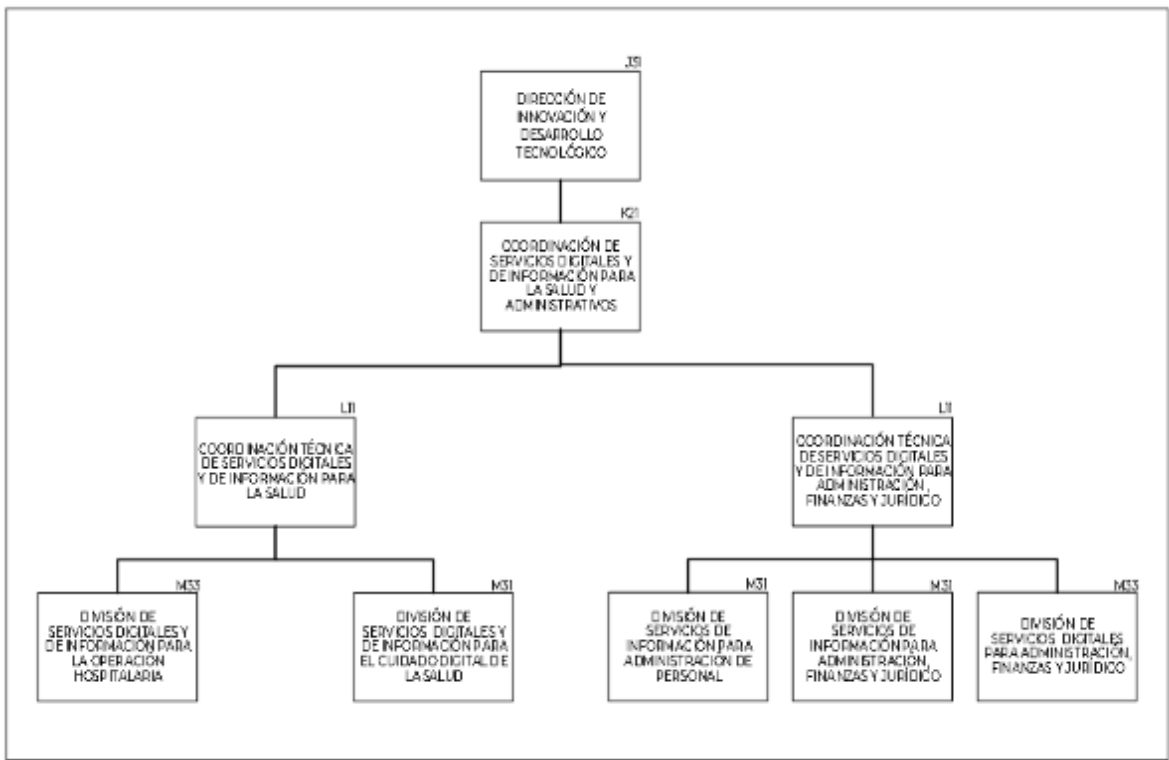 J31
DIRECCIÓN DE
INNOVACIÓN Y
DESARROLLO
TECNOLÓGICO
K21
COORDINACIÓN DE
SERVICIOS DIGITALES Y
DE INFORMACIÓN PARA
LA SALUD Y
ADMINISTRATIVOS
L11
COORDINACIÓN TÉCNICA
DE SERVICIOS DIGITALES
Y DE INFORMACIÓN PARA
LA SALUD
L11
COORDINACIÓN TÉCNICA
DE SERVICIOS DIGITALES
Y DE INFORMACIÓN PARA
ADMINISTRACIÓN,
FINANZAS Y JURÍDICO
M33
DIVISIÓN DE
SERVICIOS DIGITALES Y
DE INFORMACIÓN PARA
LA OPERACIÓN
HOSPITALARIA
M31
DIVISIÓN DE
SERVICIOS DIGITALES Y
DE INFORMACIÓN PARA
EL CUIDADO DIGITAL DE
LA SALUD
M31
DIVISIÓN DE
SERVICIOS DE
INFORMACIÓN PARA
ADMINISTRACIÓN DE
PERSONAL
M31
DIVISIÓN DE
SERVICIOS DE
INFORMACIÓN PARA
ADMINISTRACIÓN,
FINANZAS Y JURÍDICO
M33
DIVISIÓN DE
SERVICIOS DIGITALES
PARA ADMINISTRACIÓN,
FINANZAS Y JURÍDICO